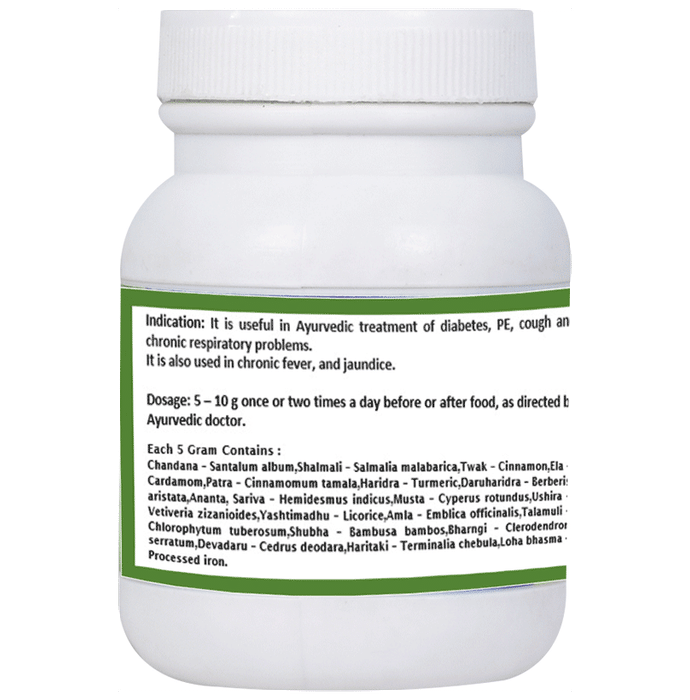 Indication: It is useful in Ayurvedic treatment of diabetes, PE, cough an
chronic respiratory problems.
It is also used in chronic fever, and jaundice.
Dosage: 5 – 10 g once or two times a day before or after food, as directed b
Ayurvedic doctor.
Each 5 Gram Contains :
Chandana - Santalum album,Shalmali - Salmalia malabarica,Twak - Cinnamon,Ela -
Cardamom,Patra - Cinnamomum tamala,Haridra - Turmeric,Daruharidra - Berberis
aristata,Ananta, Sariva - Hemidesmus indicus,Musta - Cyperus rotundus,Ushira -
Vetiveria zizanioides,Yashtimadhu - Licorice,Amla - Emblica officinalis,Talamuli -
Chlorophytum tuberosum,Shubha - Bambusa bambos,Bharngi - Clerodendron
serratum,Devadaru - Cedrus deodara,Haritaki - Terminalia chebula,Loha bhasma -
Processed iron.